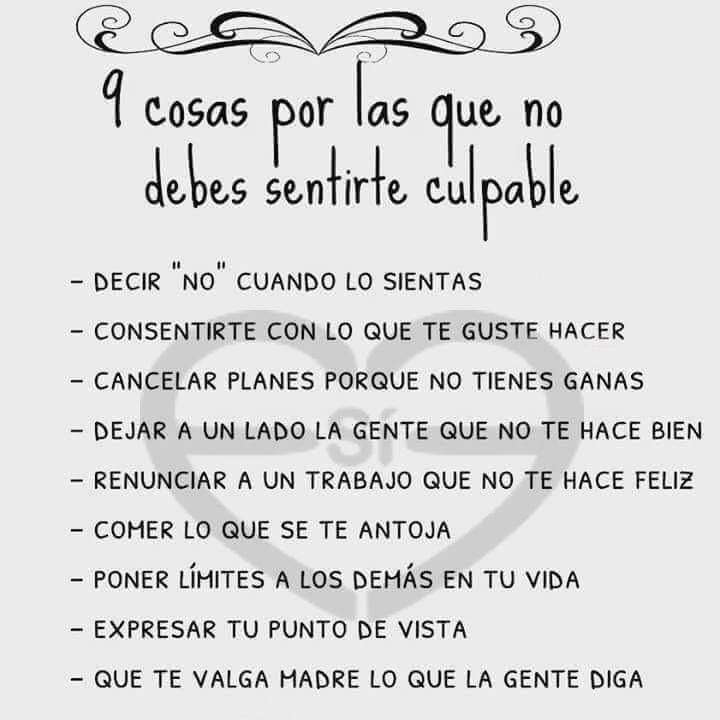 9 cosas por las que no
debes sentirte culpable
- DECIR "NO" CUANDO LO SIENTAS
- CONSENTIRTE CON LO QUE TE GUSTE HACER
- CANCELAR PLANES PORQUE NO TIENES GANAS
- DEJAR A UN LADO LA GENTE QUE NO TE HACE BIEN
- RENUNCIAR A UN TRABAJO QUE NO TE HACE FELIZ
- COMER LO QUE SE TE ANTOJA
- PONER LÍMITES A LOS DEMÁS EN TU VIDA
- EXPRESAR TU PUNTO DE VISTA
- QUE TE VALGA MADRE LO QUE LA GENTE DIGA
Sí